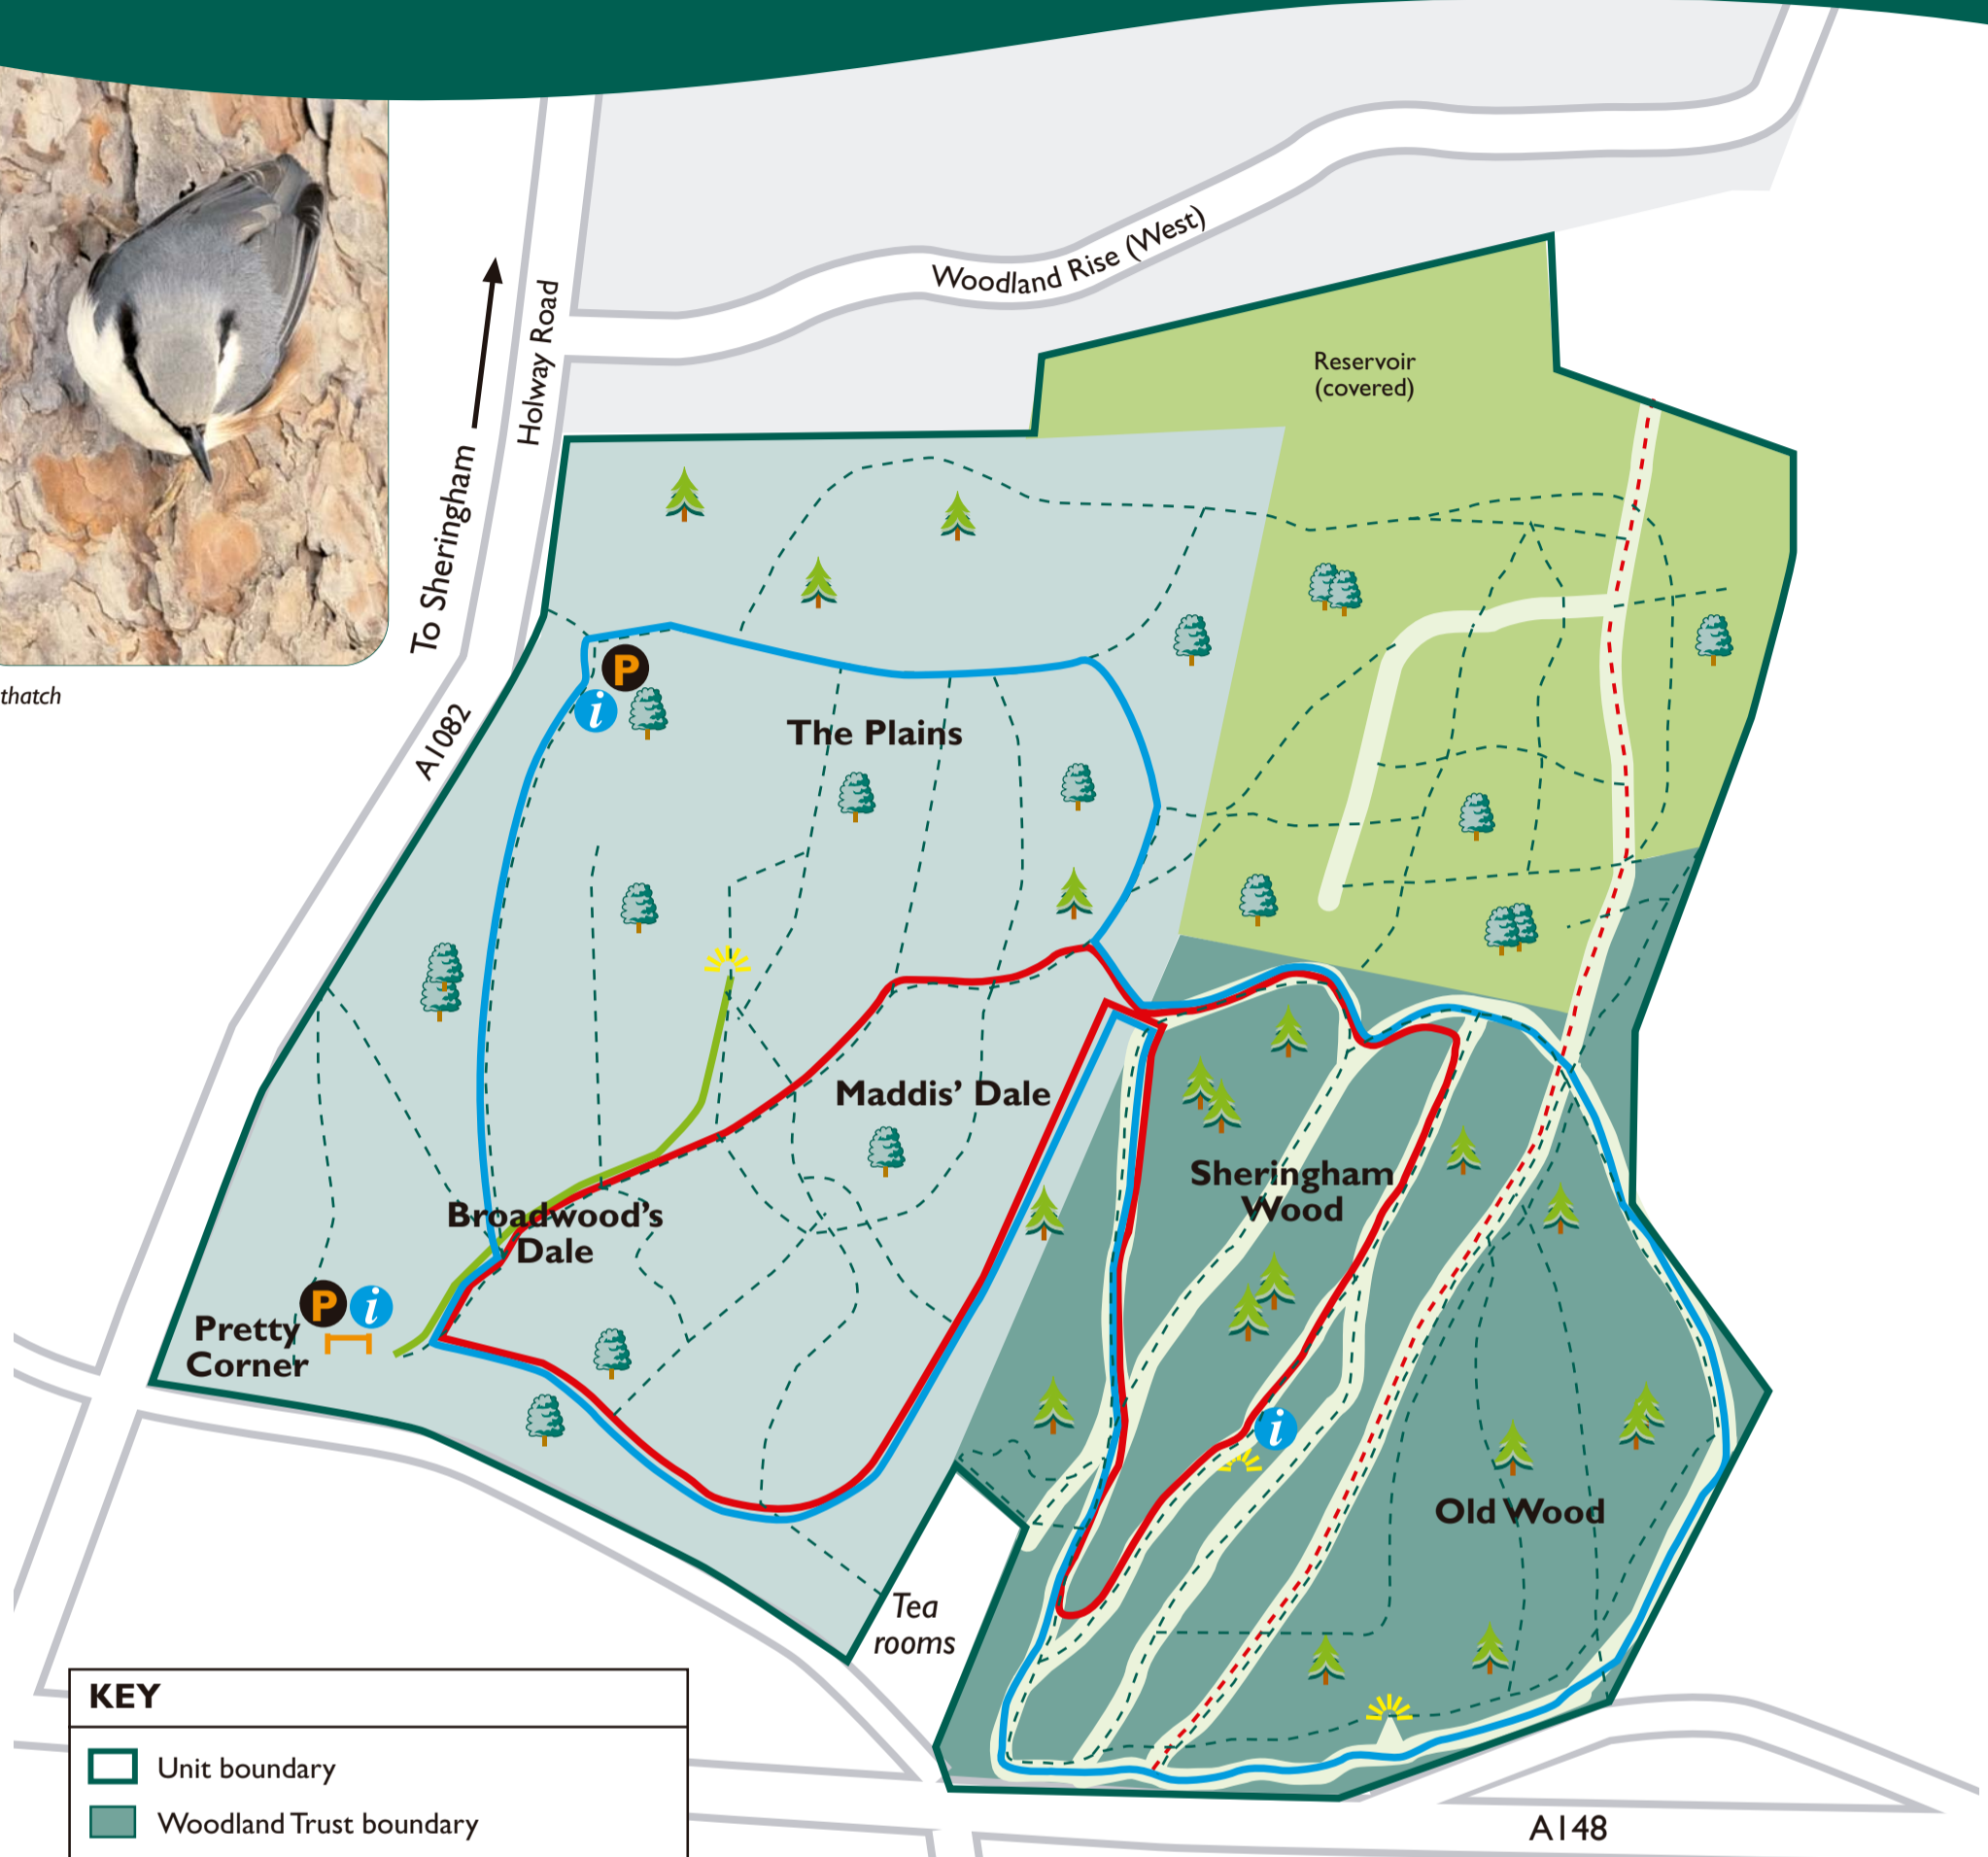 Woodland Rise (West)
Holway Road
To Sheringham
A1082
thatch
Reservoir
(covered)
P
i
The Plains
Maddis’ Dale
Broadwood’s
Dale
Sheringham
Wood
P i
Pretty
Corner
i
Old Wood
Tea
rooms
KEY
Unit boundary
Woodland Trust boundary
A148